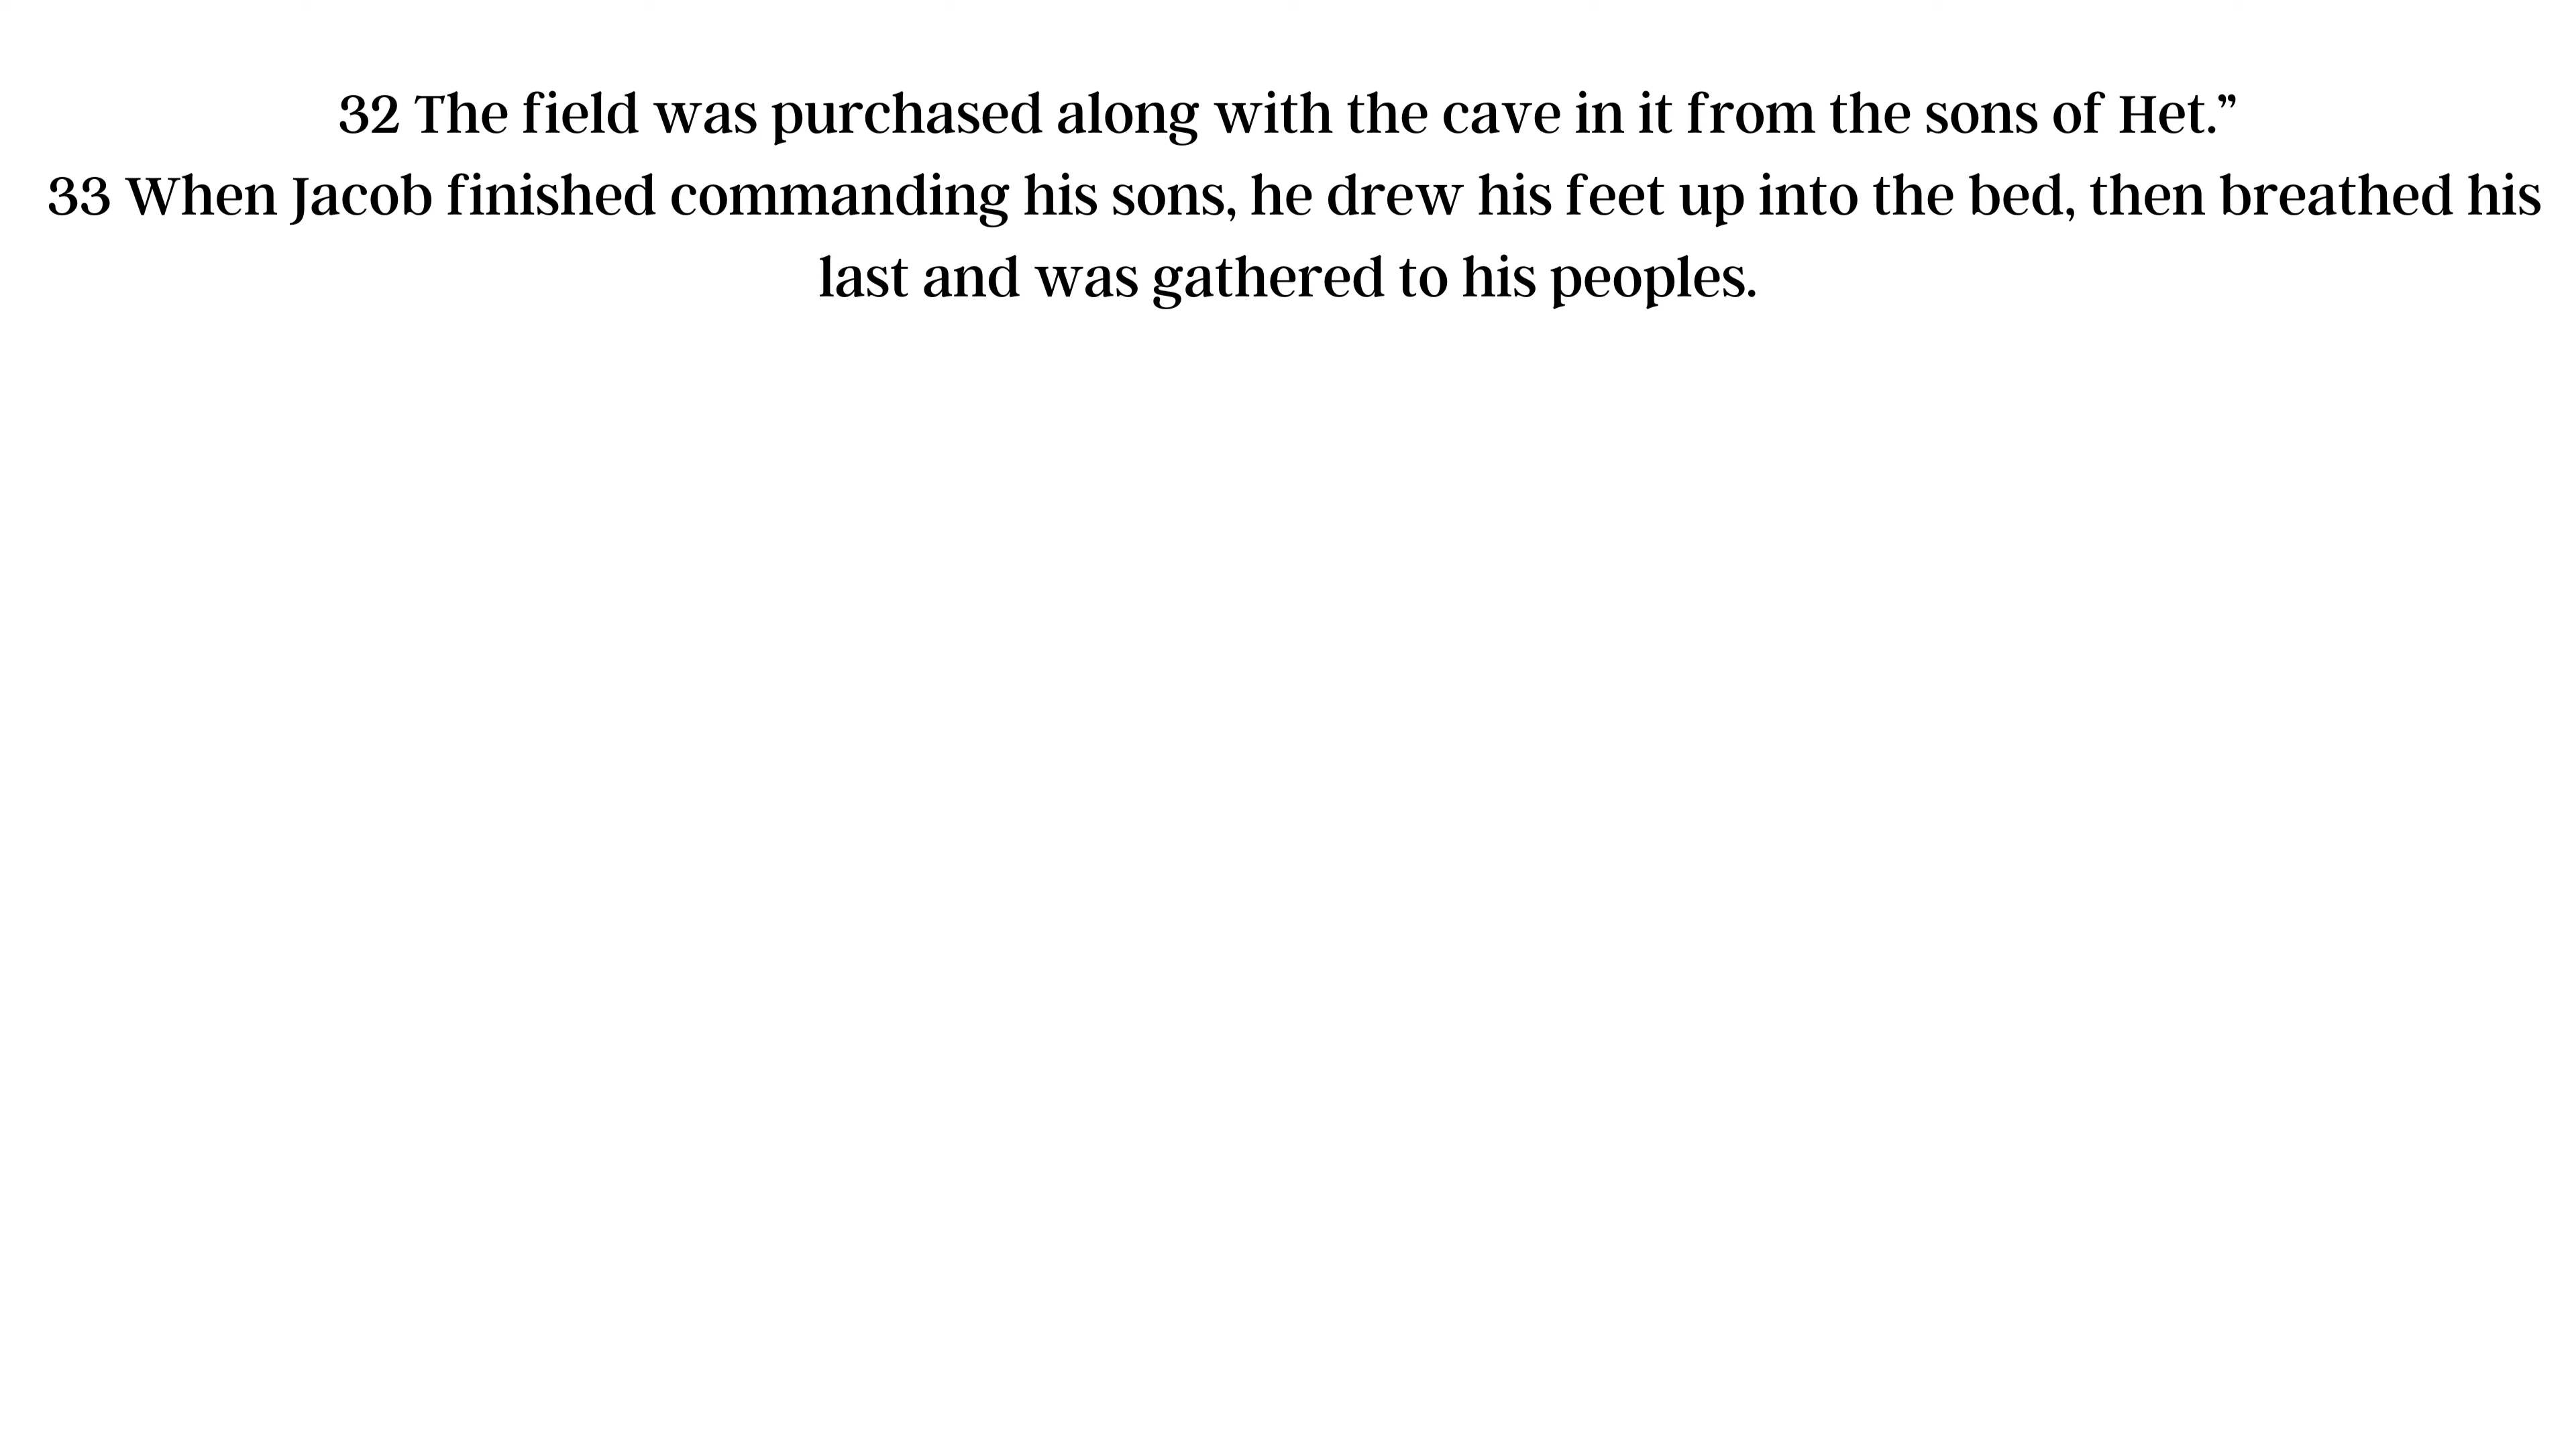 32 The field was purchased along with the cave in it from the sons of Het.”
33 When Jacob finished commanding his sons, he drew his feet up into the bed, then breathed his
last and was gathered to his peoples.